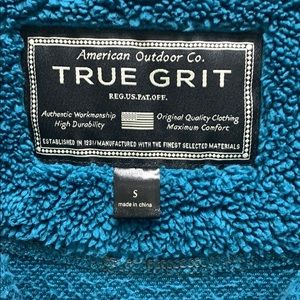 American Outdoor Co.
TRUE GRIT
REG.US.PAT.OFF.
Authentic Workmanship
High Durability
Original Quality Clothing
Maximum Comfort
ESTABLISHED IN 1991/MANUFACTURED WITH THE FINEST SELECTED MATERIALS
S
made in china